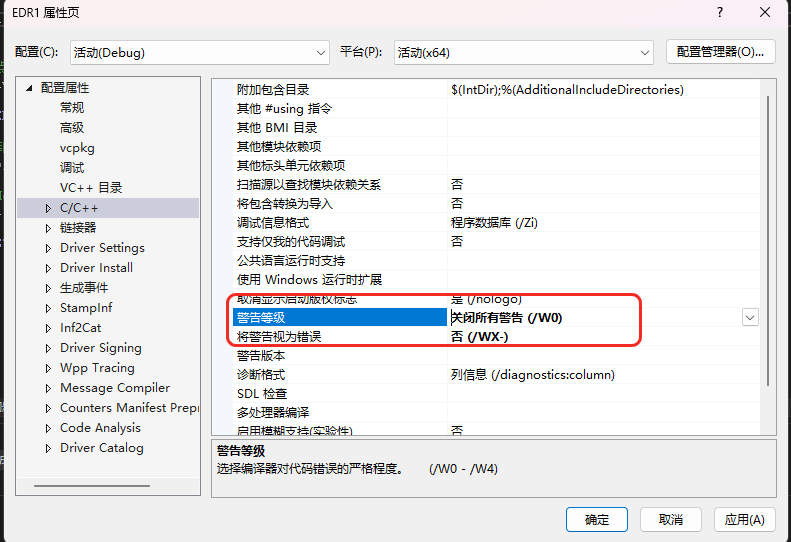 EDR1 属性页
配置(C):
活动(Debug)
平台(P):
活动(x64)
配置管理器(O)...
配置属性
常规
高级
vcpkg
调试
VC++ 目录
C/C++
链接器
Driver Settings
Driver Install
生成事件
StampInf
Inf2Cat
Driver Signing
Wpp Tracing
Message Compiler
Counters Manifest Prepr
Code Analysis
Driver Catalog
附加包含目录 $(IntDir);%(AdditionalIncludeDirectories)
其他 #using 指令
其他 BMI 目录
其他模块依赖项
其他标头单元依赖项
扫描源以查找模块依赖关系 否
将包含转换为导入 否
调试信息格式 程序数据库 (/Zi)
支持仅我的代码调试 否
公共语言运行时支持
使用 Windows 运行时扩展
取消显示启动版权标志 是 (/nologo)
警告等级 关闭所有警告 (/W0)
将警告视为错误 否 (/WX-)
警告版本
诊断格式 列信息 (/diagnostics:column)
SDL 检查
多处理器编译
启用模糊支持(实验性) 否
警告等级
选择编译器对代码错误的严格程度。 (/W0 - /W4)
确定
取消
应用(A)